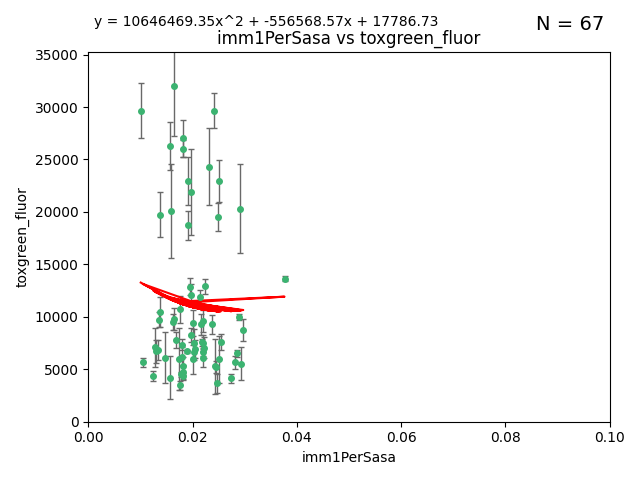 y = 10646469.35x^2 + -556568.57x + 17786.73
N = 67
imm1PerSasa vs toxgreen_fluor
35000
30000
25000
20000
15000
10000
5000
0
toxgreen_fluor
0.00 0.02 0.04 0.06 0.08 0.10
imm1PerSasa